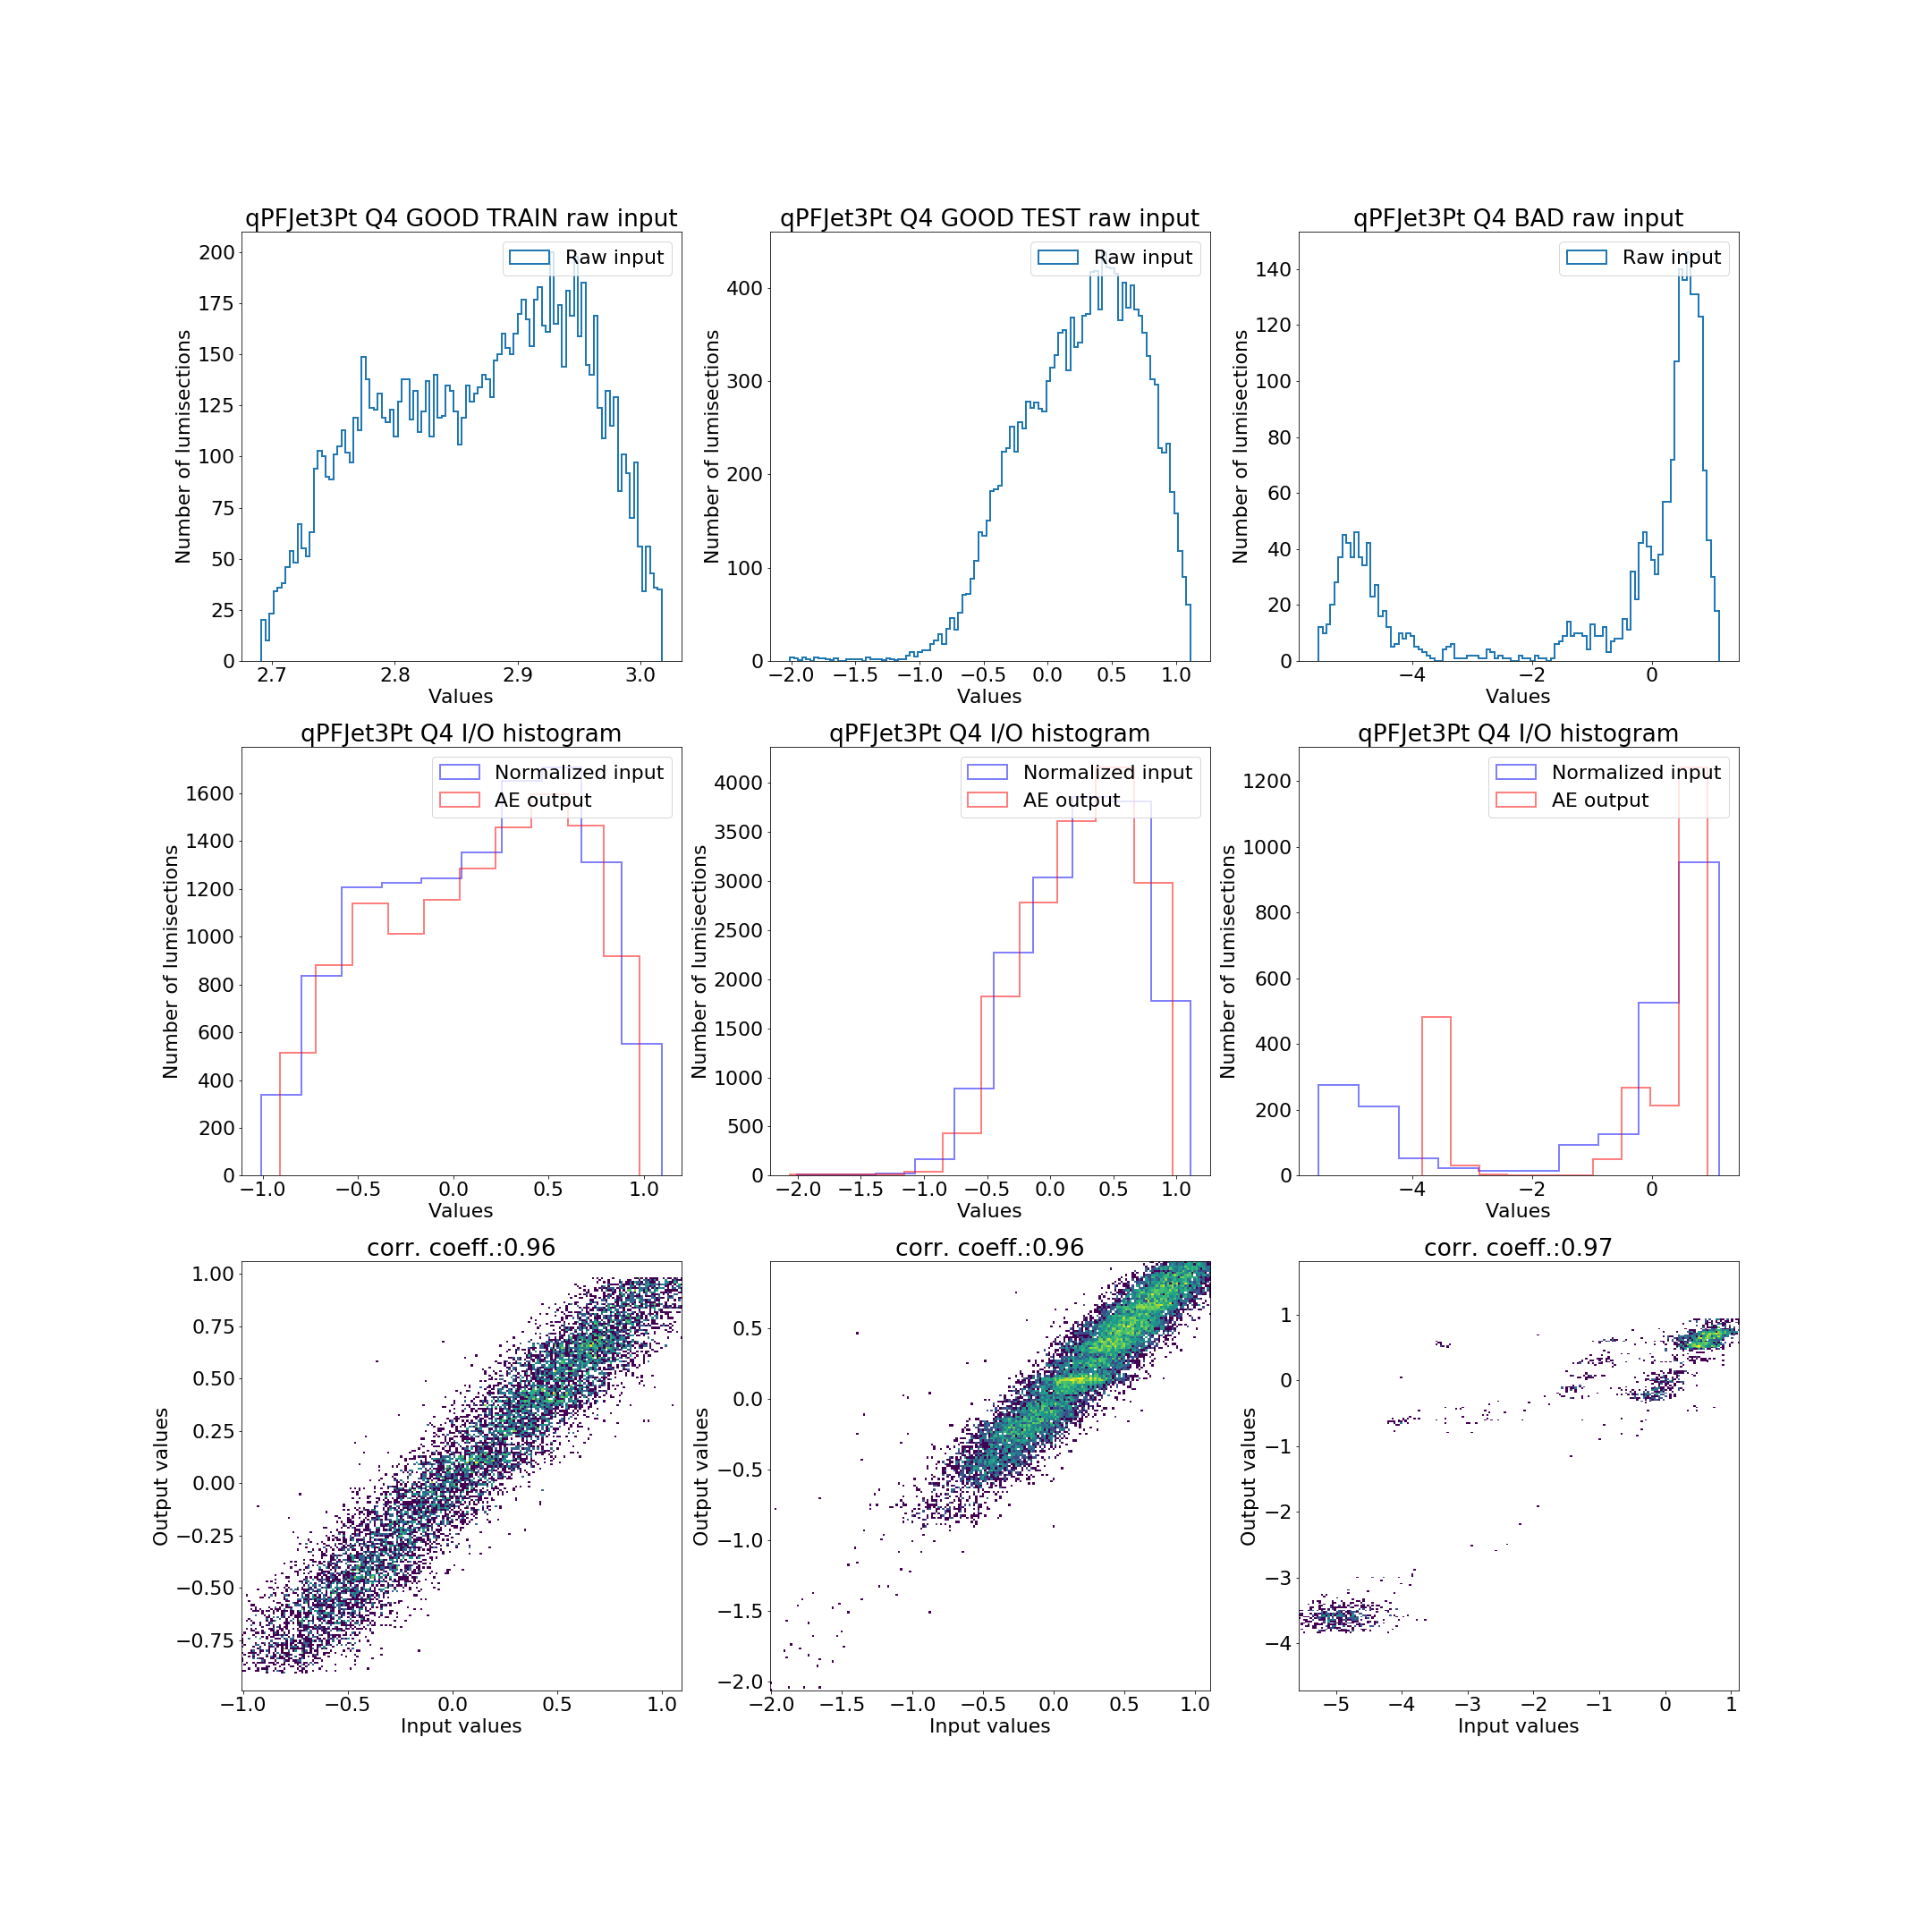 qPFJet3Pt Q4 GOOD TRAIN raw input
Raw input
Number of lumisections
200
175
150
125
100
75
50
25
0
2.7 2.8 2.9 3.0
Values
qPFJet3Pt Q4 GOOD TEST raw input
Raw input
Number of lumisections
400
300
200
100
0
−2.0 −1.5 −1.0 −0.5 0.0 0.5 1.0
Values
qPFJet3Pt Q4 BAD raw input
Raw input
Number of lumisections
140
120
100
80
60
40
20
0
−4 −2 0
Values
qPFJet3Pt Q4 I/O histogram
Normalized input
AE output
Number of lumisections
1600
1400
1200
1000
800
600
400
200
0
−1.0 −0.5 0.0 0.5 1.0
Values
qPFJet3Pt Q4 I/O histogram
Normalized input
AE output
Number of lumisections
4000
3500
3000
2500
2000
1500
1000
500
0
−2.0 −1.5 −1.0 −0.5 0.0 0.5 1.0
Values
qPFJet3Pt Q4 I/O histogram
Normalized input
AE output
Number of lumisections
1200
1000
800
600
400
200
0
−4 −2 0
Values
corr. coeff.:0.96
Output values
1.00
0.75
0.50
0.25
0.00
−0.25
−0.50
−0.75
−1.0 −0.5 0.0 0.5 1.0
Input values
corr. coeff.:0.96
Output values
0.5
0.0
−0.5
−1.0
−1.5
−2.0
−2.0 −1.5 −1.0 −0.5 0.0 0.5 1.0
Input values
corr. coeff.:0.97
Output values
1
0
−1
−2
−3
−4
−5 −4 −3 −2 −1 0 1
Input values